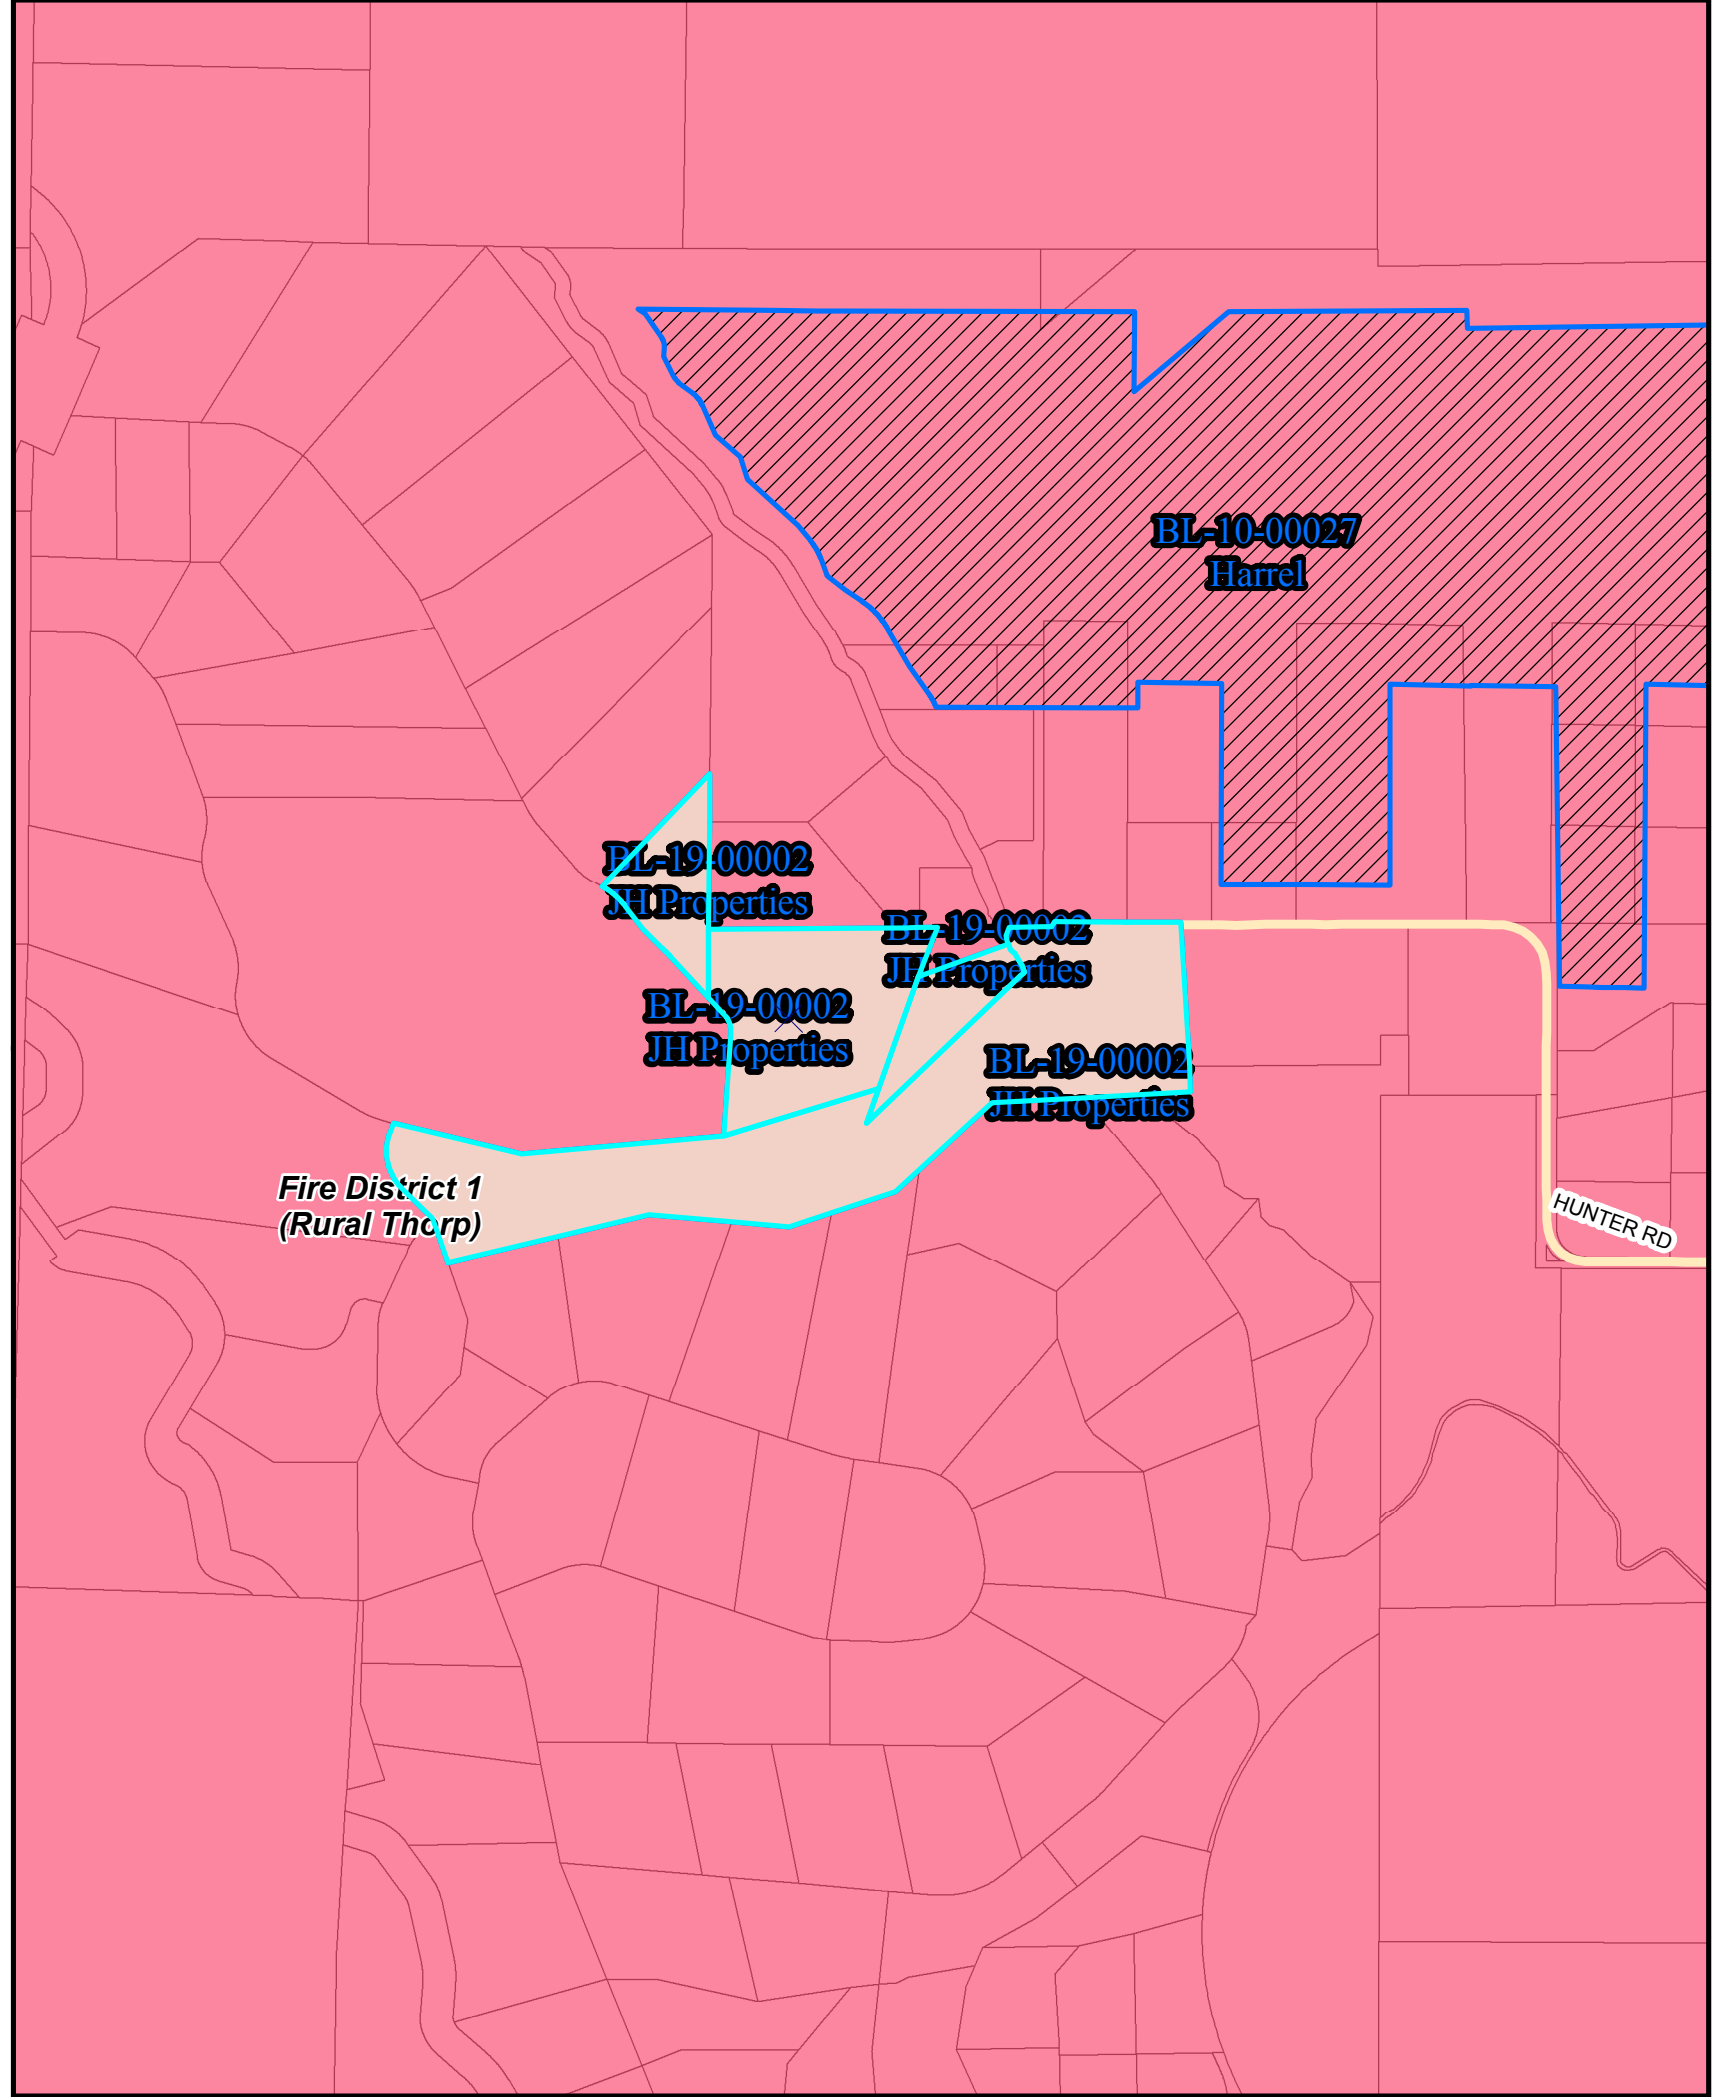 BL-10-00027
Harrel
BL-19-00002
JH Properties
BL-19-00002
JH Properties
BL-19-00002
JH Properties
BL-19-00002
JH Properties
Fire District 1
(Rural Thorp)
HUNTER RD